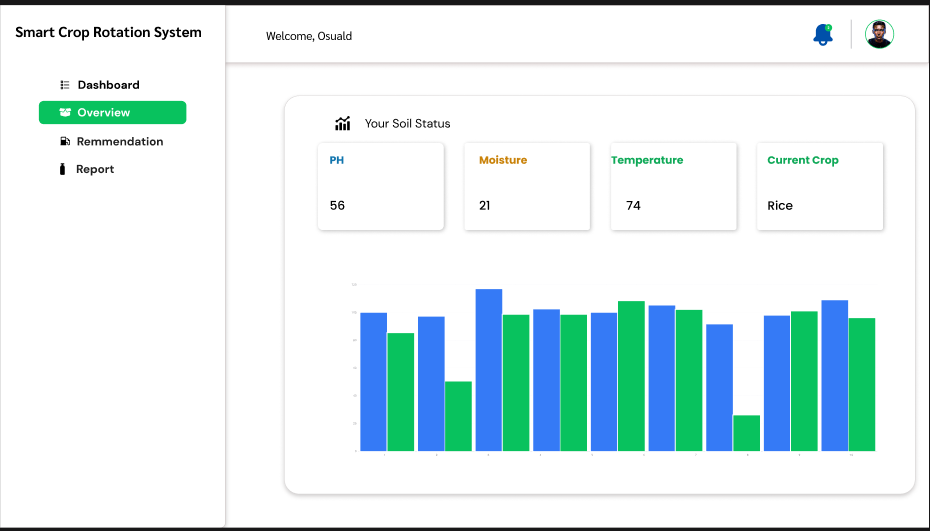 Smart Crop Rotation System
Welcome, Osuald
Dashboard
Overview
Remmendation
Report
Your Soil Status
PH
56
Moisture
21
Temperature
74
Current Crop
Rice